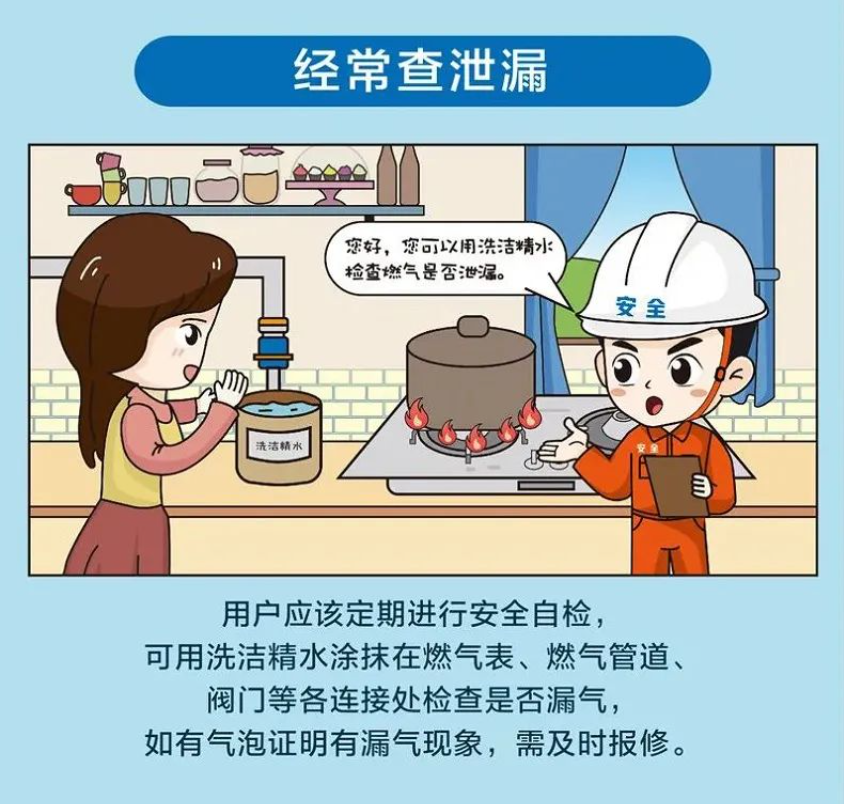 经常查泄漏
您好，您可以用洗洁精水
检查燃气是否泄漏。
安全
洗洁精水
安全
用户应该定期进行安全自检，
可用洗洁精水涂抹在燃气表、燃气管道、
阀门等各连接处检查是否漏气，
如有气泡证明有漏气现象，需及时报修。